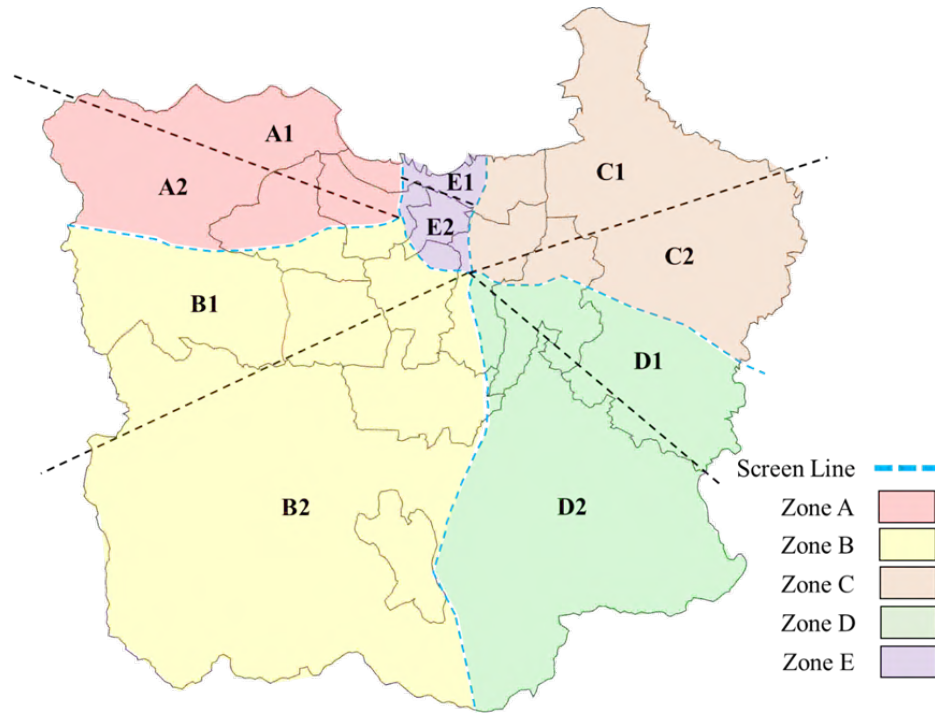 A1
A2
E1
E2
C1
C2
B1
D1
B2
D2
Screen Line
Zone A
Zone B
Zone C
Zone D
Zone E